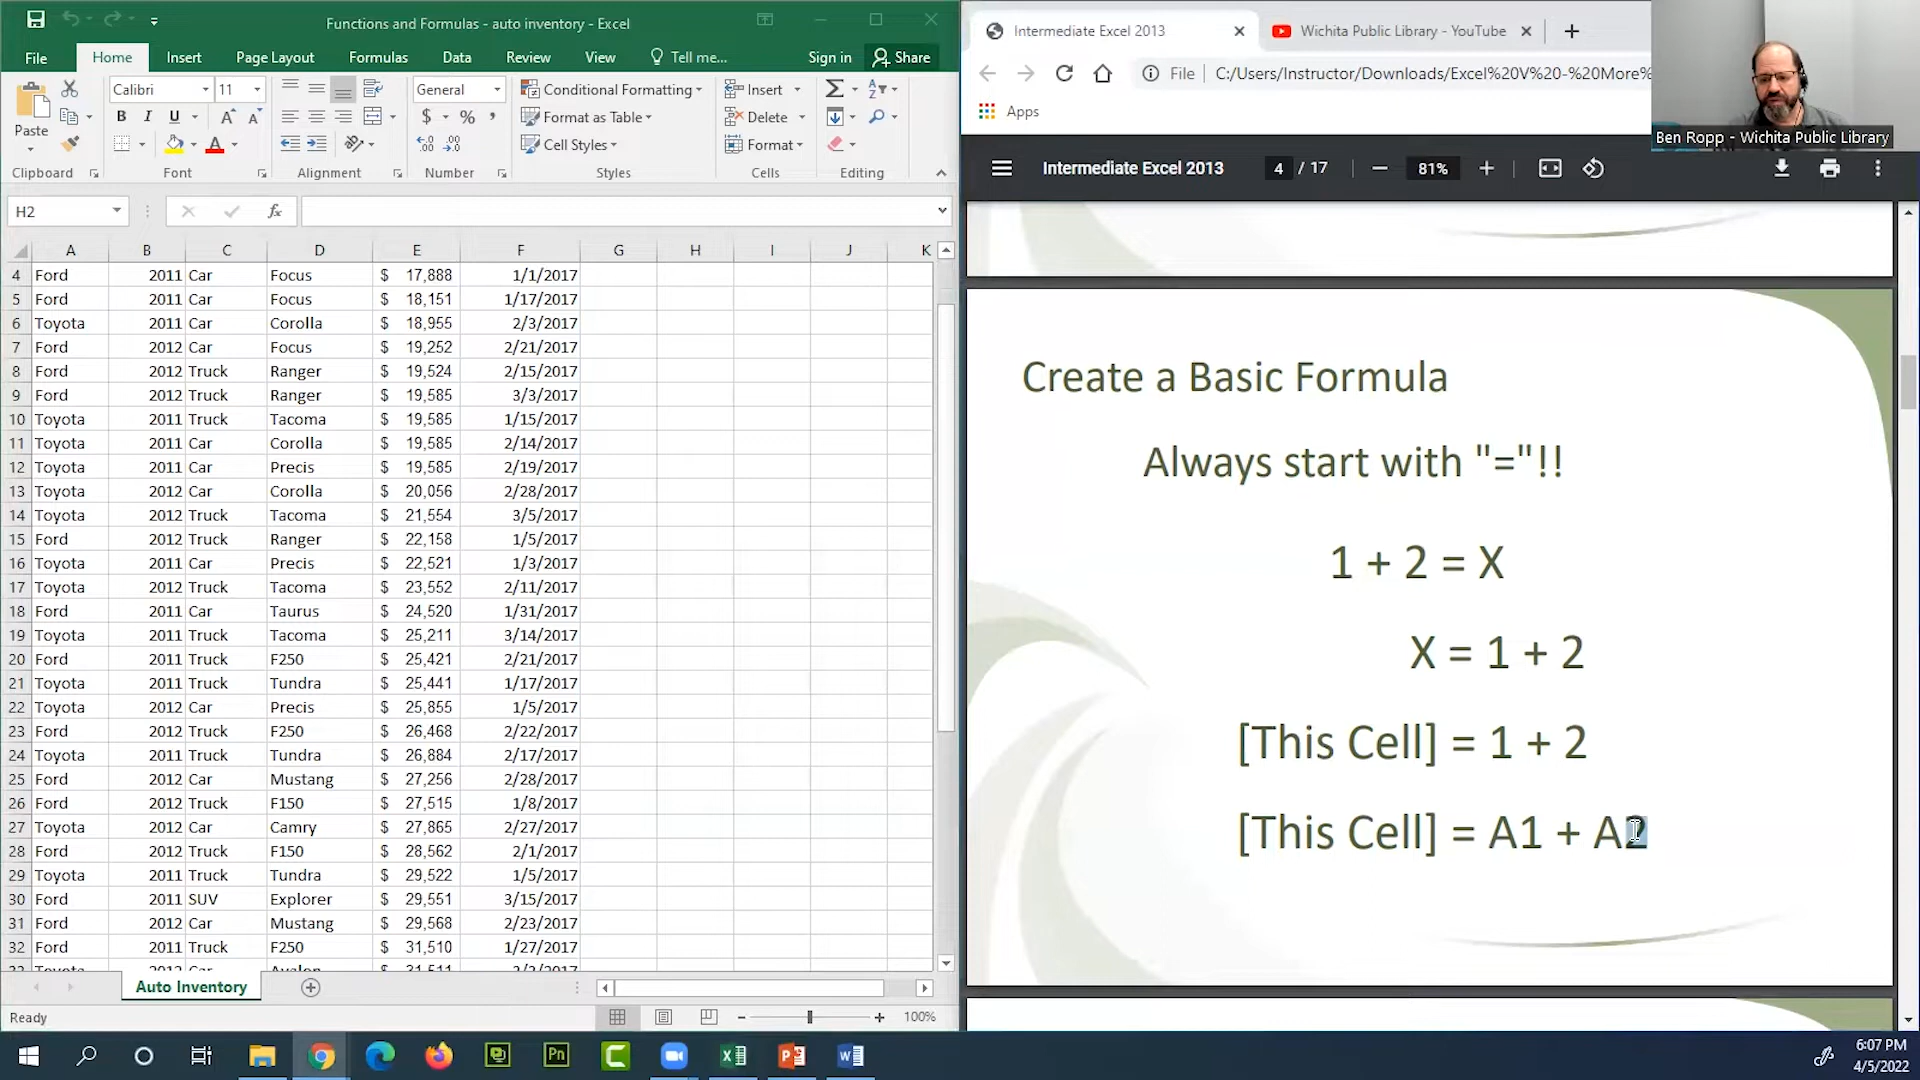 Functions and Formulas - auto inventory - Excel
File Home Insert Page Layout Formulas Data Review View Tell me... Sign in Share
Paste
Calibri 11
B I U A A
A
General
$ % ,
Conditional Formatting
Format as Table
Cell Styles
Insert
Delete
Format
Clipboard Font Alignment Number Styles Cells Editing
H2 fx
A B C D E F G H I J K
4 Ford 2011 Car Focus $ 17,888 1/1/2017
5 Ford 2011 Car Focus $ 18,151 1/17/2017
6 Toyota 2011 Car Corolla $ 18,955 2/3/2017
7 Ford 2012 Car Focus $ 19,252 2/21/2017
8 Ford 2012 Truck Ranger $ 19,524 2/15/2017
9 Ford 2012 Truck Ranger $ 19,585 3/3/2017
10 Toyota 2011 Truck Tacoma $ 19,585 1/15/2017
11 Toyota 2011 Car Corolla $ 19,585 2/14/2017
12 Toyota 2011 Car Precis $ 19,585 2/19/2017
13 Toyota 2012 Car Corolla $ 20,056 2/28/2017
14 Toyota 2012 Truck Tacoma $ 21,554 3/5/2017
15 Ford 2012 Truck Ranger $ 22,158 1/5/2017
16 Toyota 2011 Car Precis $ 22,521 1/3/2017
17 Toyota 2012 Truck Tacoma $ 23,552 2/11/2017
18 Ford 2011 Car Taurus $ 24,520 1/31/2017
19 Toyota 2011 Truck Tacoma $ 25,211 3/14/2017
20 Ford 2011 Truck F250 $ 25,421 2/21/2017
21 Toyota 2011 Truck Tundra $ 25,441 1/17/2017
22 Toyota 2012 Car Precis $ 25,855 1/5/2017
23 Ford 2012 Truck F250 $ 26,468 2/22/2017
24 Toyota 2011 Truck Tundra $ 26,884 2/17/2017
25 Ford 2012 Car Mustang $ 27,256 2/28/2017
26 Ford 2012 Truck F150 $ 27,515 1/8/2017
27 Toyota 2012 Car Camry $ 27,865 2/27/2017
28 Ford 2012 Truck F150 $ 28,562 2/1/2017
29 Toyota 2011 Truck Tundra $ 29,522 1/5/2017
30 Ford 2011 SUV Explorer $ 29,551 3/15/2017
31 Ford 2012 Car Mustang $ 29,568 2/23/2017
32 Ford 2011 Truck F250 $ 31,510 1/27/2017
Auto Inventory
Ready 100%
Intermediate Excel 2013 Wichita Public Library - YouTube
File C:/Users/Instructor/Downloads/Excel%20V%20-%20More%
Apps
Ben Ropp - Wichita Public Library
Intermediate Excel 2013 4 / 17 81%
Create a Basic Formula
Always start with "="!!
1 + 2 = X
X = 1 + 2
[This Cell] = 1 + 2
[This Cell] = A1 + A2
Pn
6:07 PM
4/5/2022